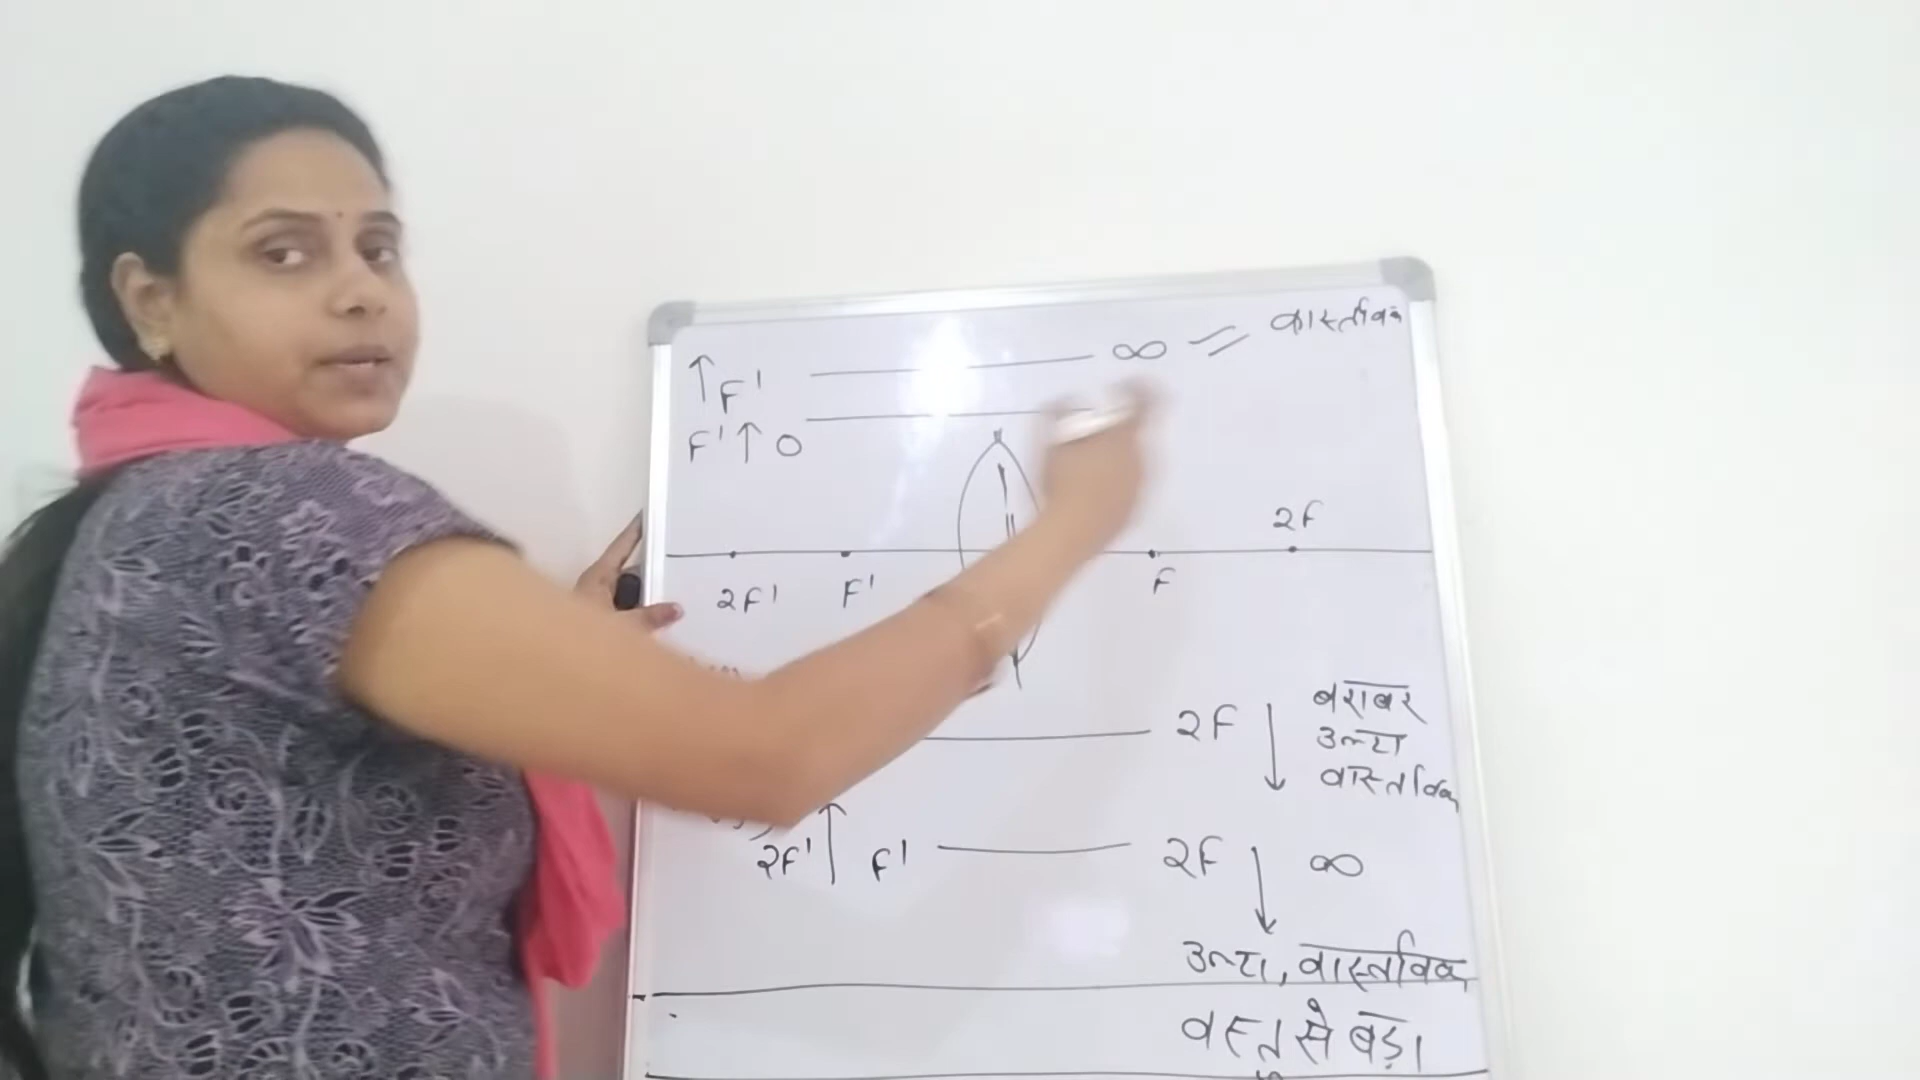 ↑ F' ∞ = वास्तविक
F' ↑ O
2F
2F' F' F
2F ↓ बराबर
उल्टा
वास्तविक
2F' ↑ F' 2F ↓ ∞
उल्टा, वास्तविक
वस्तु से बड़ा